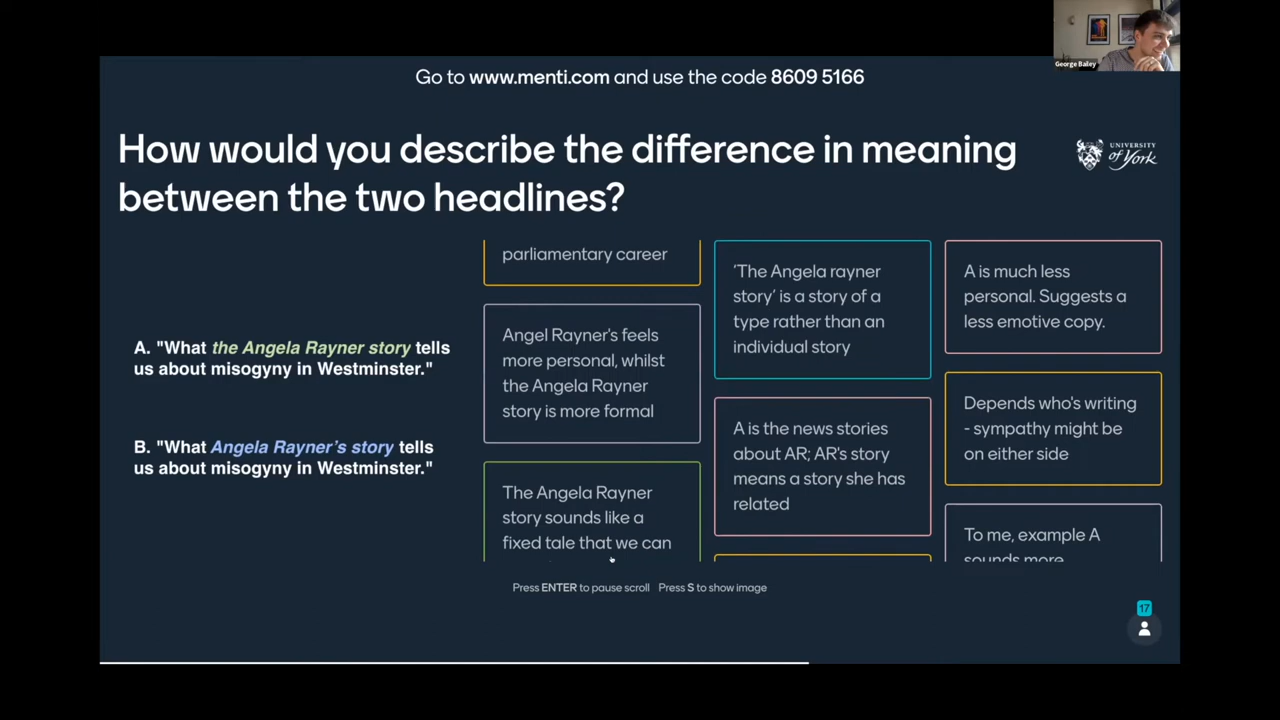 George Bailey
Go to www.menti.com and use the code 8609 5166
How would you describe the difference in meaning
between the two headlines?
UNIVERSITY
of York
A. "What the Angela Rayner story tells
us about misogyny in Westminster."
B. "What Angela Rayner’s story tells
us about misogyny in Westminster."
parliamentary career
Angel Rayner's feels
more personal, whilst
the Angela Rayner
story is more formal
The Angela Rayner
story sounds like a
fixed tale that we can
‘The Angela rayner
story’ is a story of a
type rather than an
individual story
A is the news stories
about AR; AR's story
means a story she has
related
A is much less
personal. Suggests a
less emotive copy.
Depends who's writing
- sympathy might be
on either side
To me, example A
sounds more
Press ENTER to pause scroll Press S to show image
17